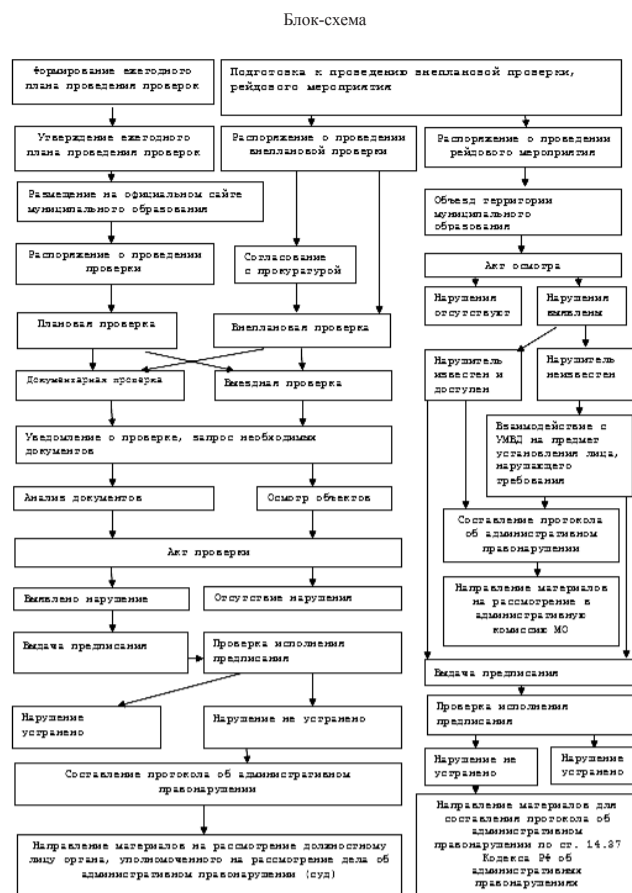 Блок-схема
Формирование ежегодного
плана проведения проверок
Подготовка к проведению внеплановой проверки,
рейдового мероприятия
Утверждение ежегодного
плана проведения проверок
Распоряжение о проведении
внеплановой проверки
Распоряжение о проведении
рейдового мероприятия
Размещение на официальном сайте
муниципального образования
Объезд территории
муниципального
образования
Распоряжение о проведении
проверки
Согласование
с прокуратурой
Акт осмотра
Нарушения
отсутствуют
Нарушения
выявлены
Плановая проверка
Внеплановая проверка
Нарушитель
известен и
доступен
Нарушитель
неизвестен
Документарная проверка
Выездная проверка
Взаимодействие с
УМВД на предмет
установления лица,
нарушающего
требования
Уведомление о проверке, запрос необходимых
документов
Анализ документов
Осмотр объектов
Составление протокола
об административном
правонарушении
Акт проверки
Выявлено нарушение
Отсутствие нарушения
Направление материалов
на рассмотрение в
административную
комиссию МО
Выдача предписания
Проверка исполнения
предписания
Выдача предписания
Проверка исполнения
предписания
Нарушение
устранено
Нарушение не устранено
Нарушение не
устранено
Нарушение
устранено
Составление протокола об административном
правонарушении
Направление материалов для
составления протокола об
административном
правонарушении по ст. 14.37
Кодекса РФ об
административных
правонарушениях
Направление материалов на рассмотрение должностному
лицу органа, уполномоченного на рассмотрение дела об
административном правонарушении (суд)